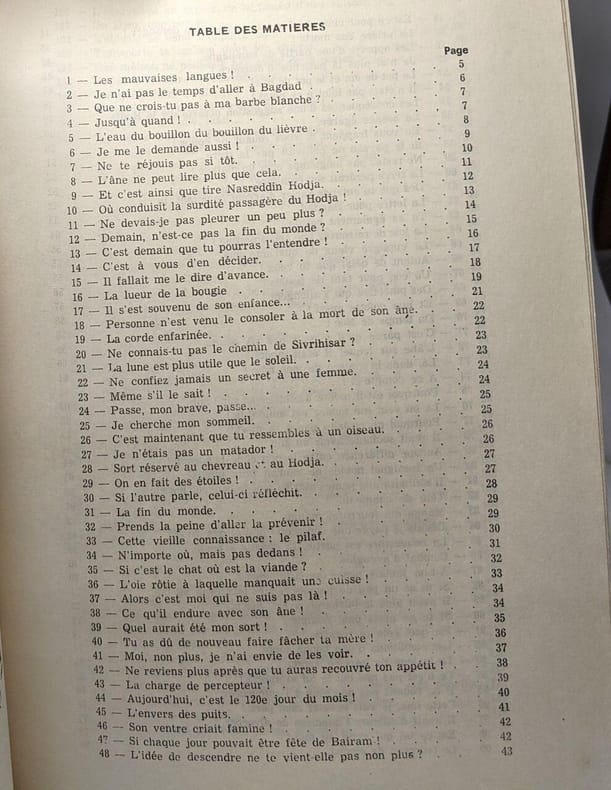 TABLE DES MATIERES
Page
1 — Les mauvaises langues ! . . . . . . . 5
2 — Je n'ai pas le temps d'aller à Bagdad . . . . . 6
3 — Que ne crois-tu pas à ma barbe blanche ? . . . . 7
4 — Jusqu'à quand ! . . . . . . . . 7
5 — L'eau du bouillon du bouillon du lièvre . . . . . 8
6 — Je me le demande aussi ! . . . . . . 9
7 — Ne te réjouis pas si tôt. . . . . . . 10
8 — L'âne ne peut lire plus que cela. . . . . . 11
9 — Et c'est ainsi que tire Nasreddin Hodja. . . . . 12
10 — Où conduisit la surdité passagère du Hodja ! . . . 13
11 — Ne devais-je pas pleurer un peu plus ? . . . . 14
12 — Demain, n'est-ce pas la fin du monde ? . . . . 15
13 — C'est demain que tu pourras l'entendre ! . . . . 16
14 — C'est à vous d'en décider. . . . . . 17
15 — Il fallait me le dire d'avance. . . . . . 18
16 — La lueur de la bougie . . . . . . 19
17 — Il s'est souvenu de son enfance... . . . . . 21
18 — Personne n'est venu le consoler à la mort de son âne. . 22
19 — La corde enfarinée. . . . . . . . 22
20 — Ne connais-tu pas le chemin de Sivrihisar ? . . . 23
21 — La lune est plus utile que le soleil. . . . . 23
22 — Ne confiez jamais un secret à une femme. . . . 24
23 — Même s'il le sait ! . . . . . . . 24
24 — Passe, mon brave, passe... . . . . . . 25
25 — Je cherche mon sommeil. . . . . . . 25
26 — C'est maintenant que tu ressembles à un oiseau. . . 26
27 — Je n'étais pas un matador ! . . . . . 26
28 — Sort réservé au chevreau et au Hodja. . . . . 27
29 — On en fait des étoiles ! . . . . . . 27
30 — Si l'autre parle, celui-ci réfléchit. . . . . . 28
31 — La fin du monde. . . . . . . . 29
32 — Prends la peine d'aller la prévenir ! . . . . 29
33 — Cette vieille connaissance : le pilaf. . . . . 30
34 — N'importe où, mais pas dedans ! . . . . . 31
35 — Si c'est le chat où est la viande ? . . . . 32
36 — L'oie rôtie à laquelle manquait une cuisse ! . . . 33
37 — Alors c'est moi qui ne suis pas là ! . . . . 34
38 — Ce qu'il endure avec son âne ! . . . . . 34
39 — Quel aurait été mon sort ! . . . . . 35
40 — Tu as dû de nouveau faire fâcher ta mère ! . . . 36
41 — Moi, non plus, je n'ai envie de les voir. . . . . 37
42 — Ne reviens plus après que tu auras recouvré ton appétit ! . . 38
43 — La charge de percepteur ! . . . . . . 39
44 — Aujourd'hui, c'est le 120e jour du mois ! . . . . 40
45 — L'envers des puits. . . . . . . . 41
46 — Son ventre criait famine ! . . . . . . 42
47 — Si chaque jour pouvait être fête de Bairam ! . . . 42
48 — L'idée de descendre ne te vient-elle pas non plus ? . . 43